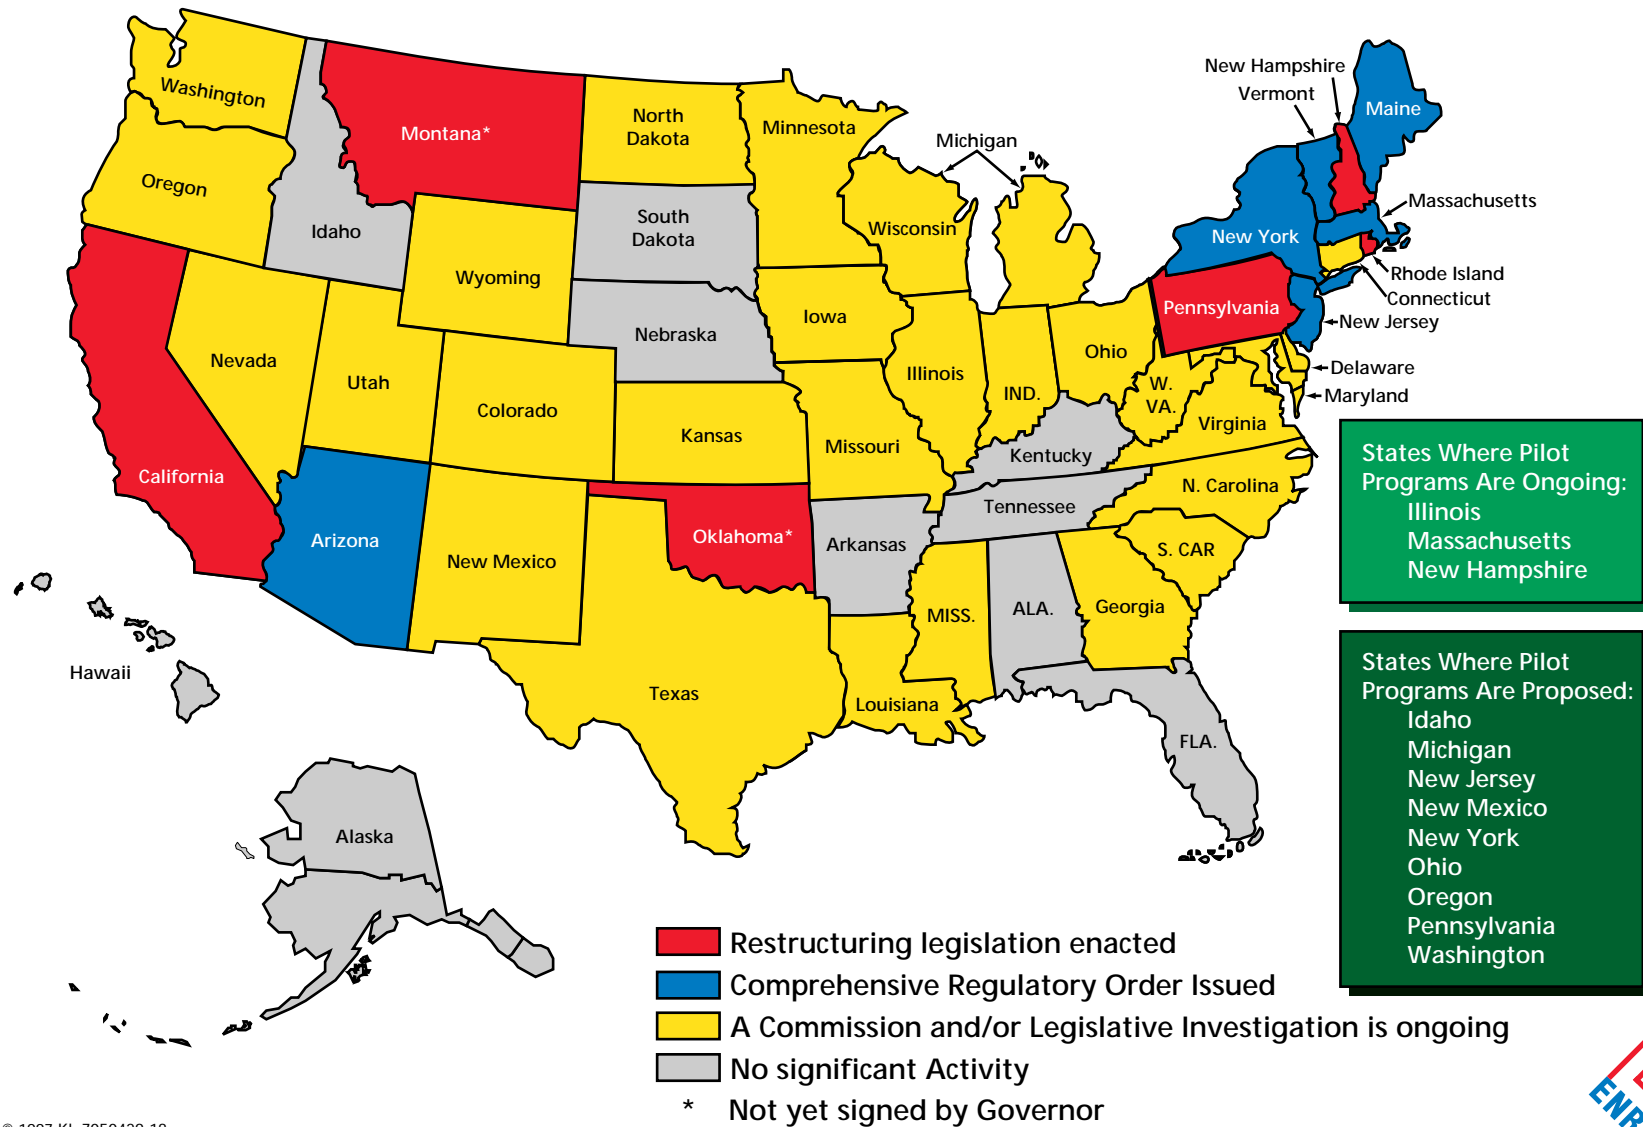 Washington
Oregon
Idaho
Montana*
North
Dakota
South
Dakota
Minnesota
Michigan
Wisconsin
Wyoming
Nebraska
Iowa
Nevada
Utah
Colorado
Kansas
Missouri
Illinois
IND.
Ohio
W.
VA.
Virginia
Kentucky
Tennessee
N. Carolina
S. CAR
Georgia
ALA.
MISS.
Arkansas
Louisiana
FLA.
California
Arizona
New Mexico
Oklahoma*
Texas
Hawaii
Alaska
New Hampshire
Vermont
Maine
Massachusetts
New York
Rhode Island
Connecticut
Pennsylvania
New Jersey
Delaware
Maryland
States Where Pilot
Programs Are Ongoing:
Illinois
Massachusetts
New Hampshire
States Where Pilot
Programs Are Proposed:
Idaho
Michigan
New Jersey
New Mexico
New York
Ohio
Oregon
Pennsylvania
Washington
Restructuring legislation enacted
Comprehensive Regulatory Order Issued
A Commission and/or Legislative Investigation is ongoing
No significant Activity
* Not yet signed by Governor